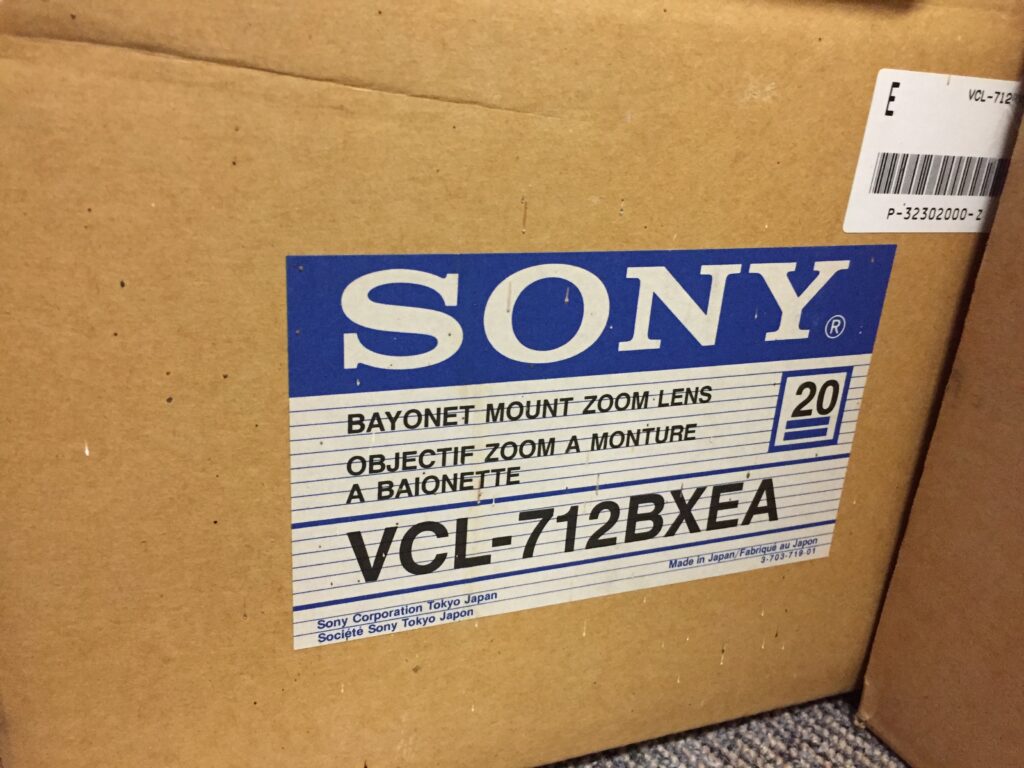 E
VCL-712
P-32302000-Z
SONY®
BAYONET MOUNT ZOOM LENS
20
OBJECTIF ZOOM A MONTURE
A BAIONETTE
VCL-712BXEA
Made in Japan/Fabriqué au Japon
3-703-719-01
Sony Corporation Tokyo Japan
Société Sony Tokyo Japon